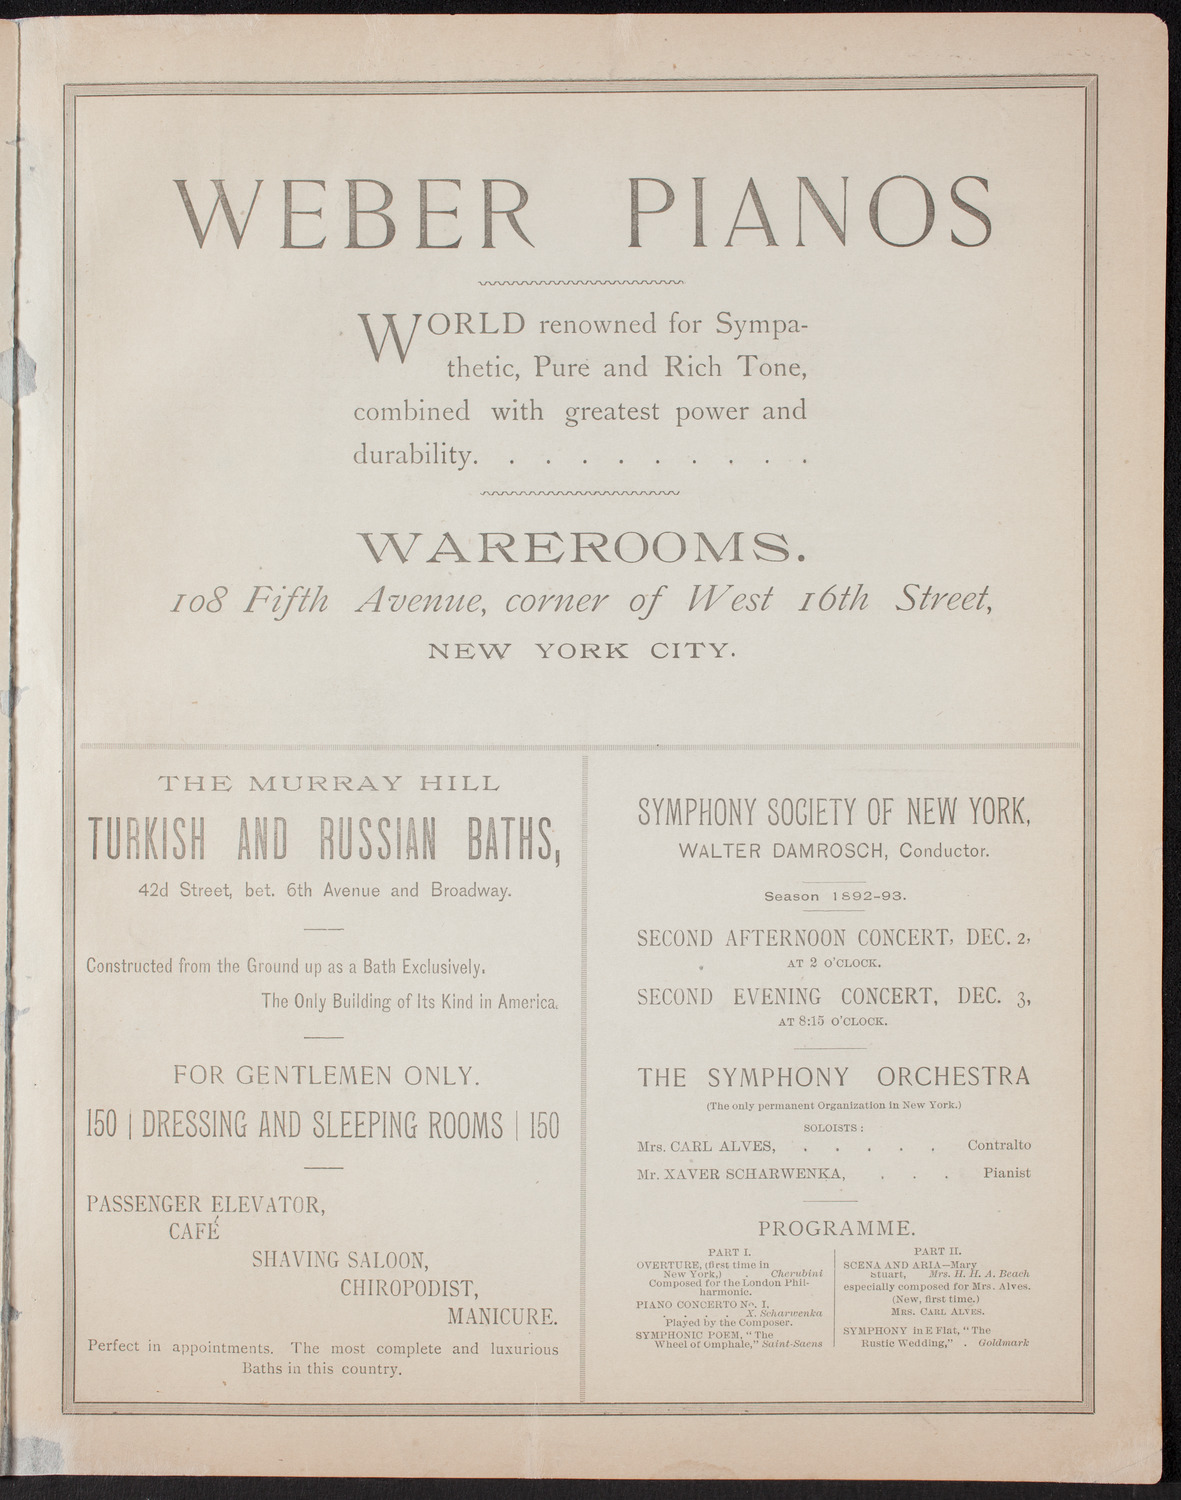 WEBER PIANOS
WORLD renowned for Sympa-
thetic, Pure and Rich Tone,
combined with greatest power and
durability. . . . . . . . . .
WAREROOMS.
108 Fifth Avenue, corner of West 16th Street,
NEW YORK CITY.
THE MURRAY HILL
TURKISH AND RUSSIAN BATHS,
42d Street, bet. 6th Avenue and Broadway.
Constructed from the Ground up as a Bath Exclusively.
The Only Building of Its Kind in America.
FOR GENTLEMEN ONLY.
150 | DRESSING AND SLEEPING ROOMS | 150
PASSENGER ELEVATOR,
CAFÉ
SHAVING SALOON,
CHIROPODIST,
MANICURE.
Perfect in appointments. The most complete and luxurious
Baths in this country.
SYMPHONY SOCIETY OF NEW YORK,
WALTER DAMROSCH, Conductor.
Season 1892-93.
SECOND AFTERNOON CONCERT, DEC. 2,
AT 2 O'CLOCK.
SECOND EVENING CONCERT, DEC. 3,
AT 8:15 O'CLOCK.
THE SYMPHONY ORCHESTRA
(The only permanent Organization in New York.)
SOLOISTS :
Mrs. CARL ALVES, . . . . . Contralto
Mr. XAVER SCHARWENKA, . . . Pianist
PROGRAMME.
PART I.
OVERTURE, (first time in
New York,) . Cherubini
Composed for the London Phil-
harmonic.
PIANO CONCERTO No. I.
. . . . . X. Scharwenka
Played by the Composer.
SYMPHONIC POEM, "The
Wheel of Omphale," Saint-Saens
PART II.
SCENA AND ARIA—Mary
Stuart, Mrs. H. H. A. Beach
especially composed for Mrs. Alves.
(New, first time.)
MRS. CARL ALVES.
SYMPHONY in E Flat, "The
Rustic Wedding," . Goldmark